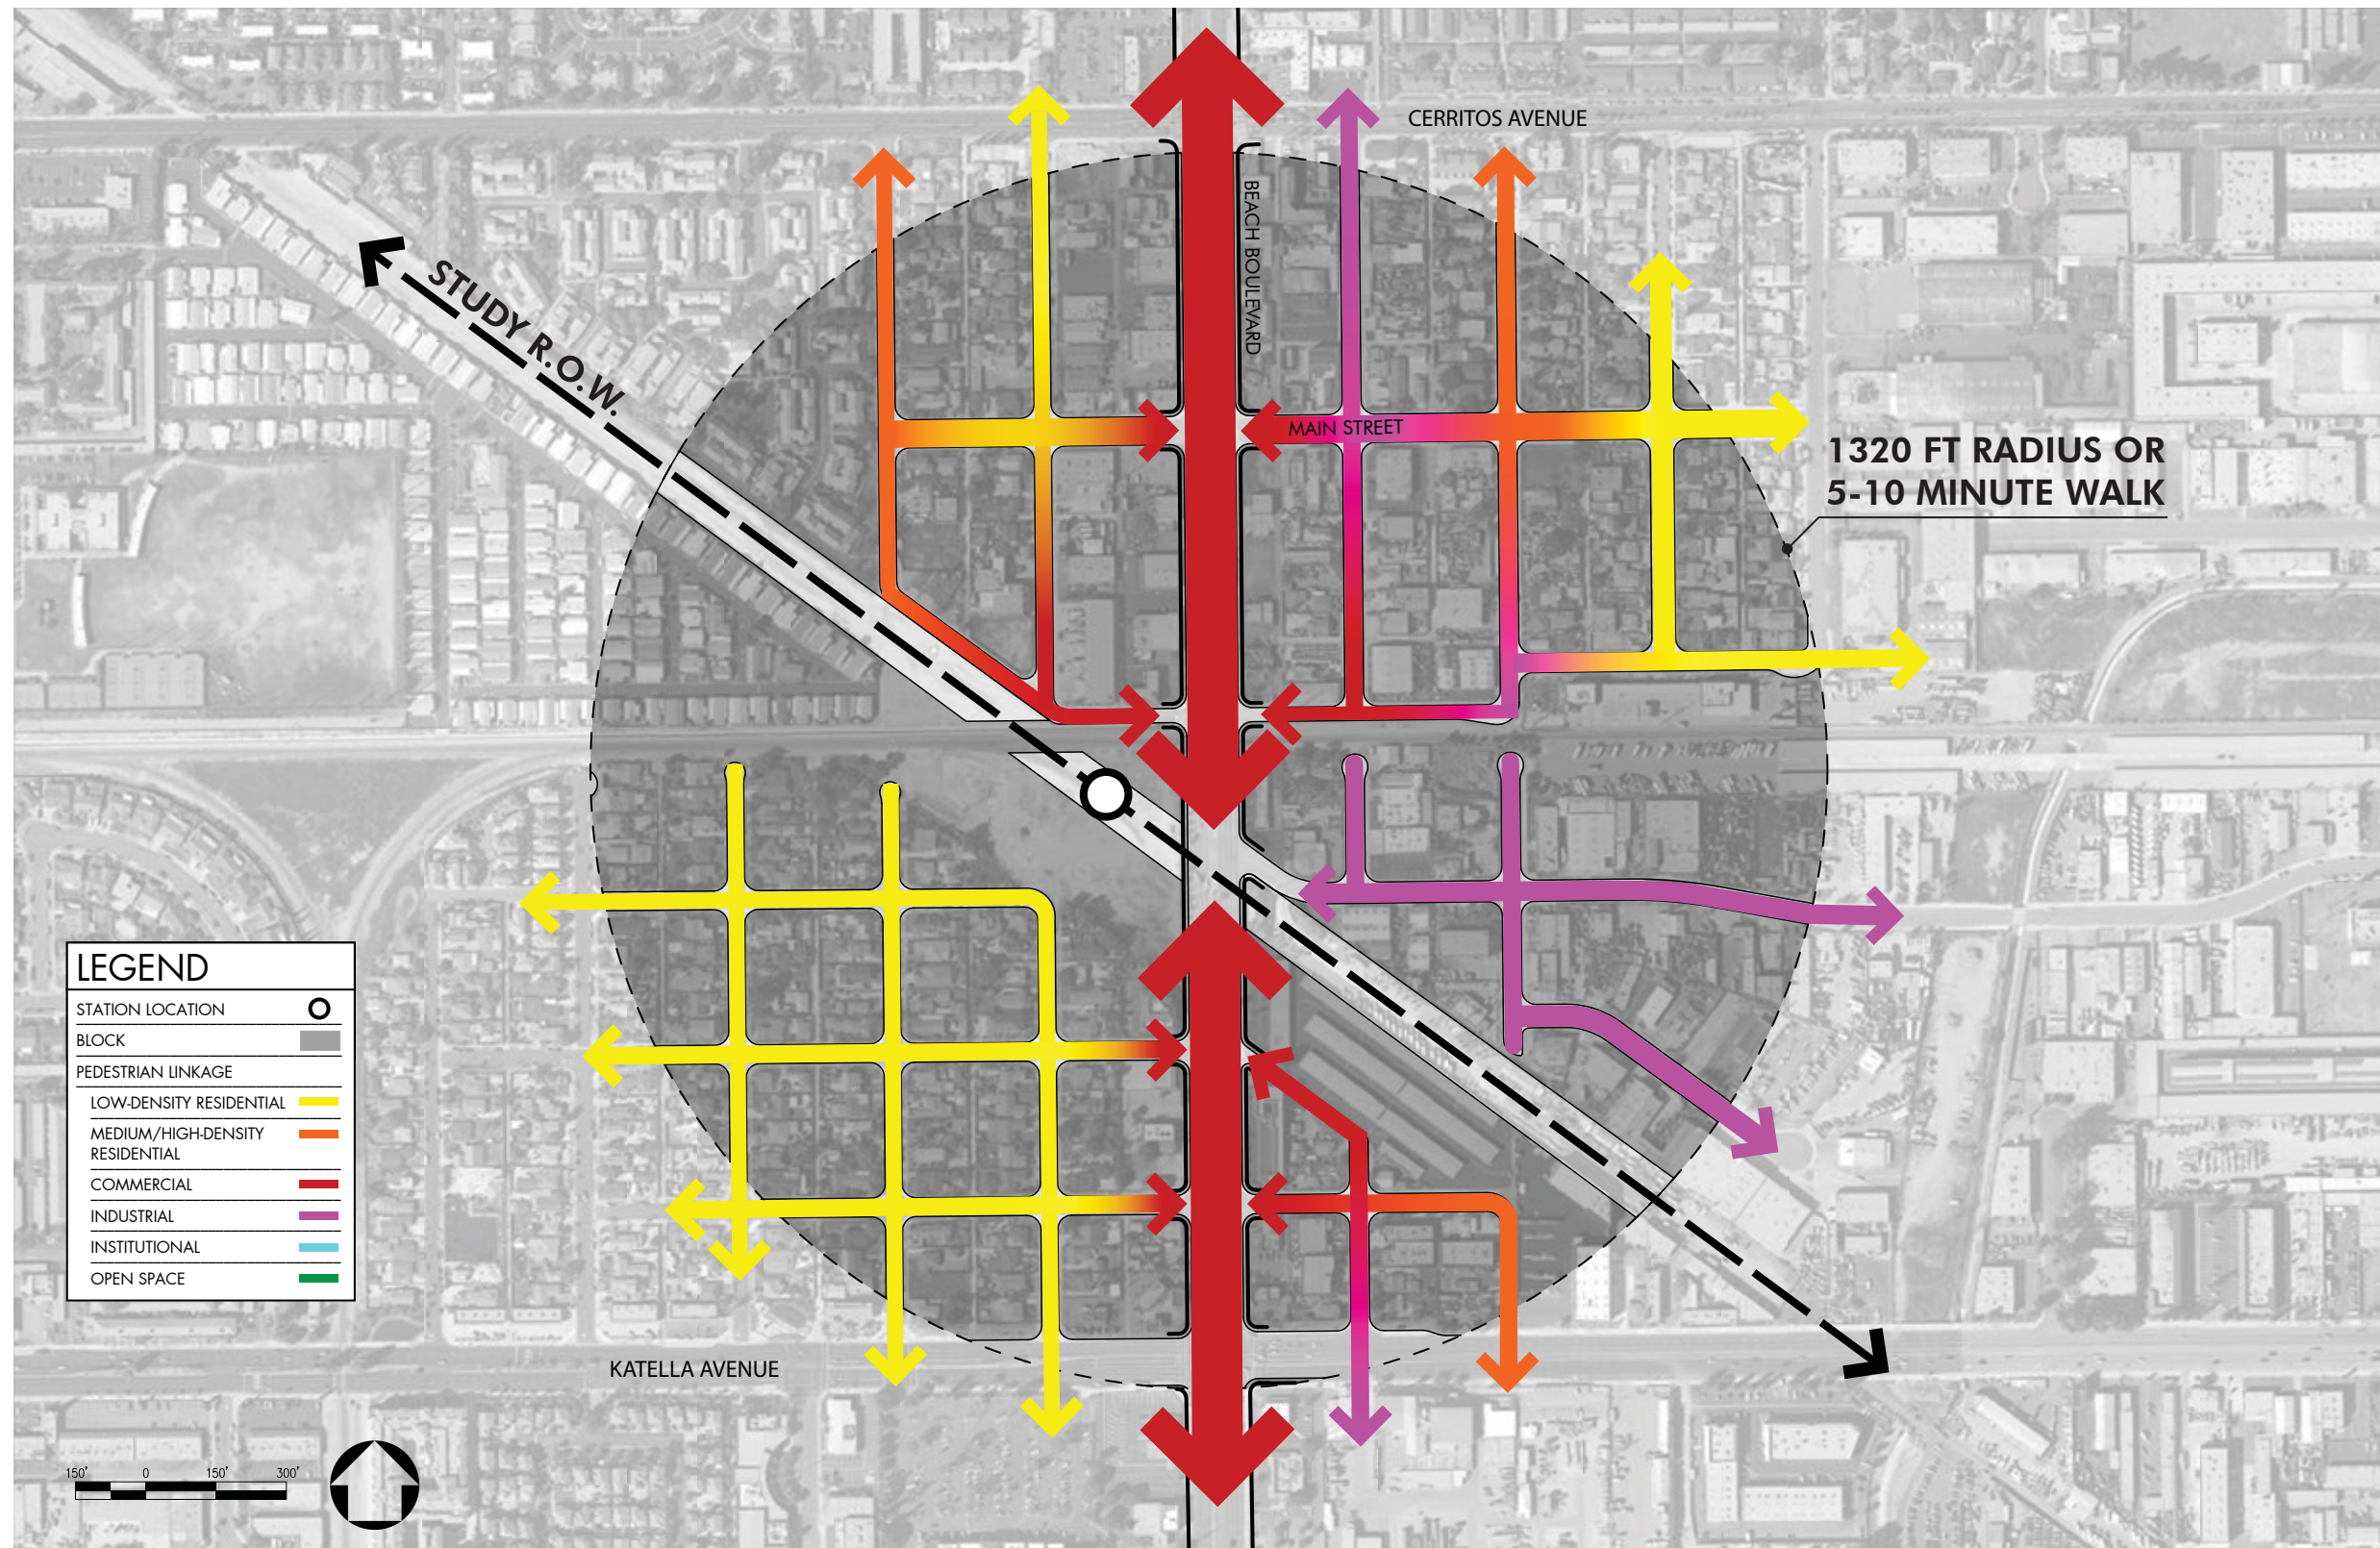 CERRITOS AVENUE
BEACH BOULEVARD
STUDY R.O.W.
MAIN STREET
1320 FT RADIUS OR
5-10 MINUTE WALK
LEGEND
STATION LOCATION
BLOCK
PEDESTRIAN LINKAGE
LOW-DENSITY RESIDENTIAL
MEDIUM/HIGH-DENSITY
RESIDENTIAL
COMMERCIAL
INDUSTRIAL
INSTITUTIONAL
OPEN SPACE
KATELLA AVENUE
150' 0 150' 300'